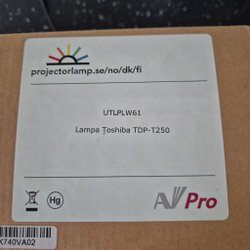 projectorlamp.se/no/dk/fi
UTLPLW61
Lampa Toshiba TDP-T250
Hg
AV Pro
K740VA02